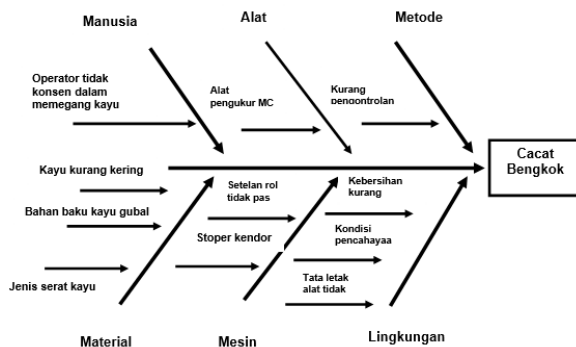 Manusia
Alat
Metode
Operator tidak
konsen dalam
memegang kayu
Alat
pengukur MC
Kurang
pengontrolan
Cacat
Bengkok
Kayu kurang kering
Bahan baku kayu gubal
Jenis serat kayu
Setelan rol
tidak pas
Stoper kendor
Kebersihan
kurang
Kondisi
pencahayaa
Tata letak
alat tidak
Material
Mesin
Lingkungan